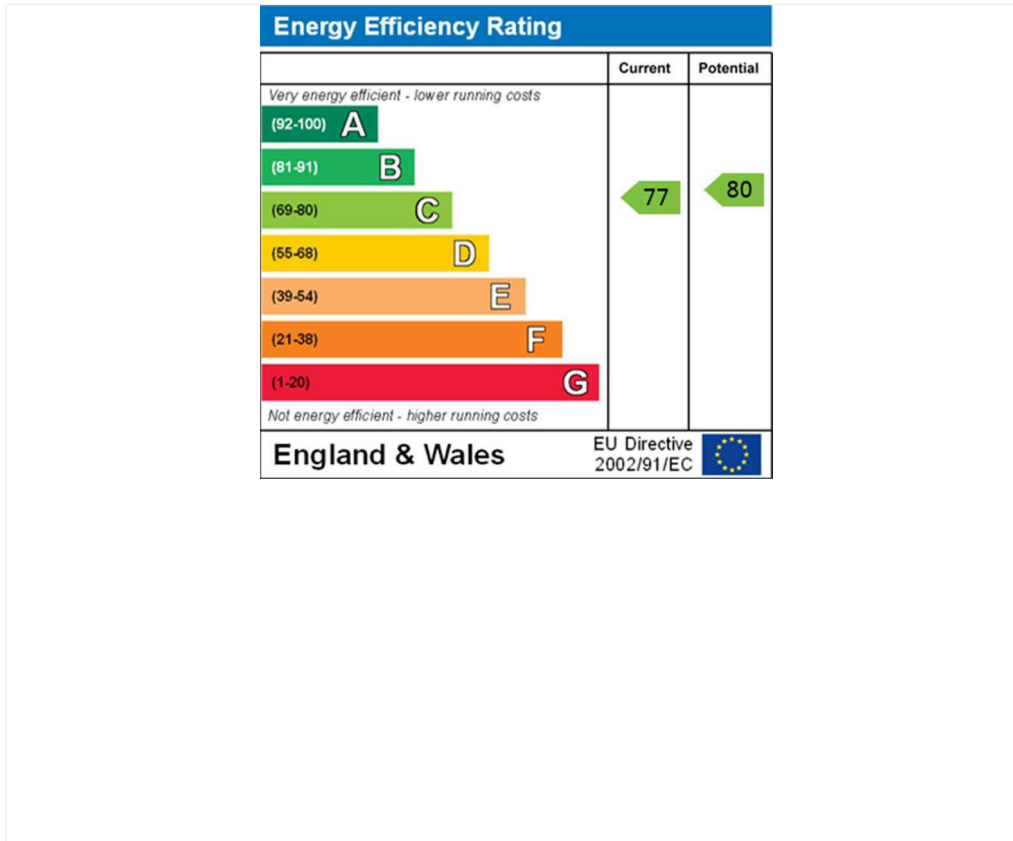 Energy Efficiency Rating
Current Potential
Very energy efficient - lower running costs
(92-100) A
(81-91) B
(69-80) C
77 80
(55-68) D
(39-54) E
(21-38) F
(1-20) G
Not energy efficient - higher running costs
England & Wales
EU Directive
2002/91/EC